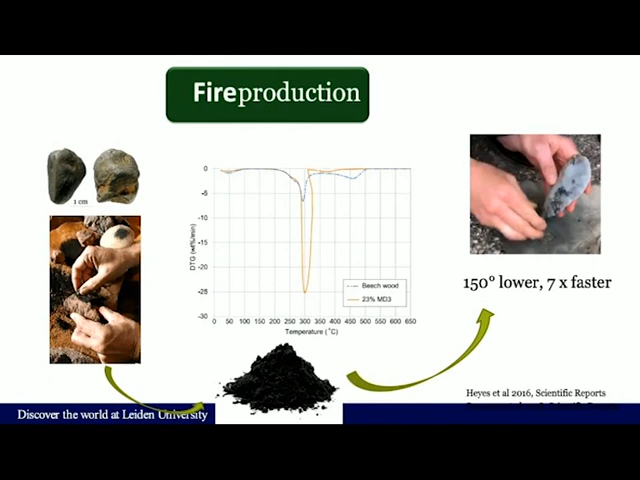 Fireproduction
1 cm
DTG (wt%/min)
0
-5
-10
-15
-20
-25
-30
0 50 100 150 200 250 300 350 400 450 500 550 600 650
Temperature (°C)
Beech wood
23% MD3
150° lower, 7 x faster
Heyes et al 2016, Scientific Reports
Discover the world at Leiden University